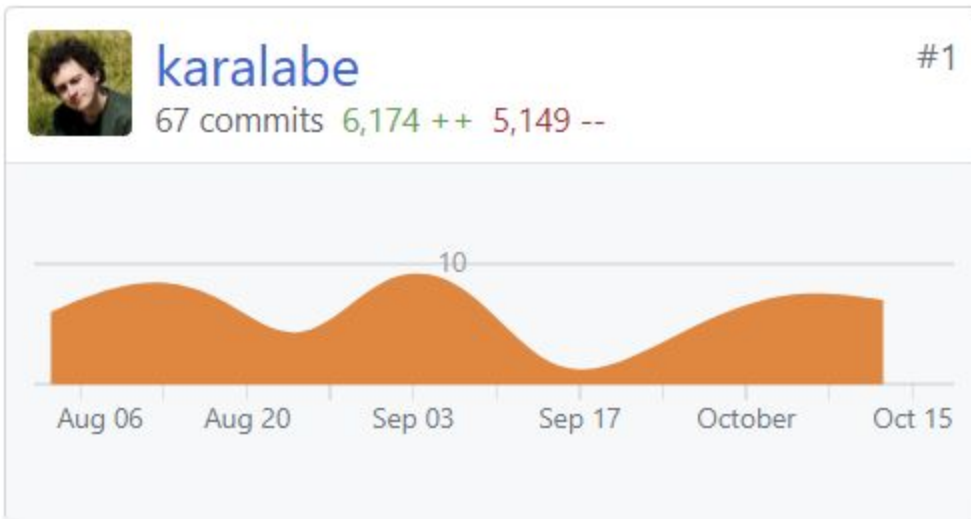 karalabe
#1
67 commits 6,174 ++ 5,149 --
10
Aug 06 Aug 20 Sep 03 Sep 17 October Oct 15